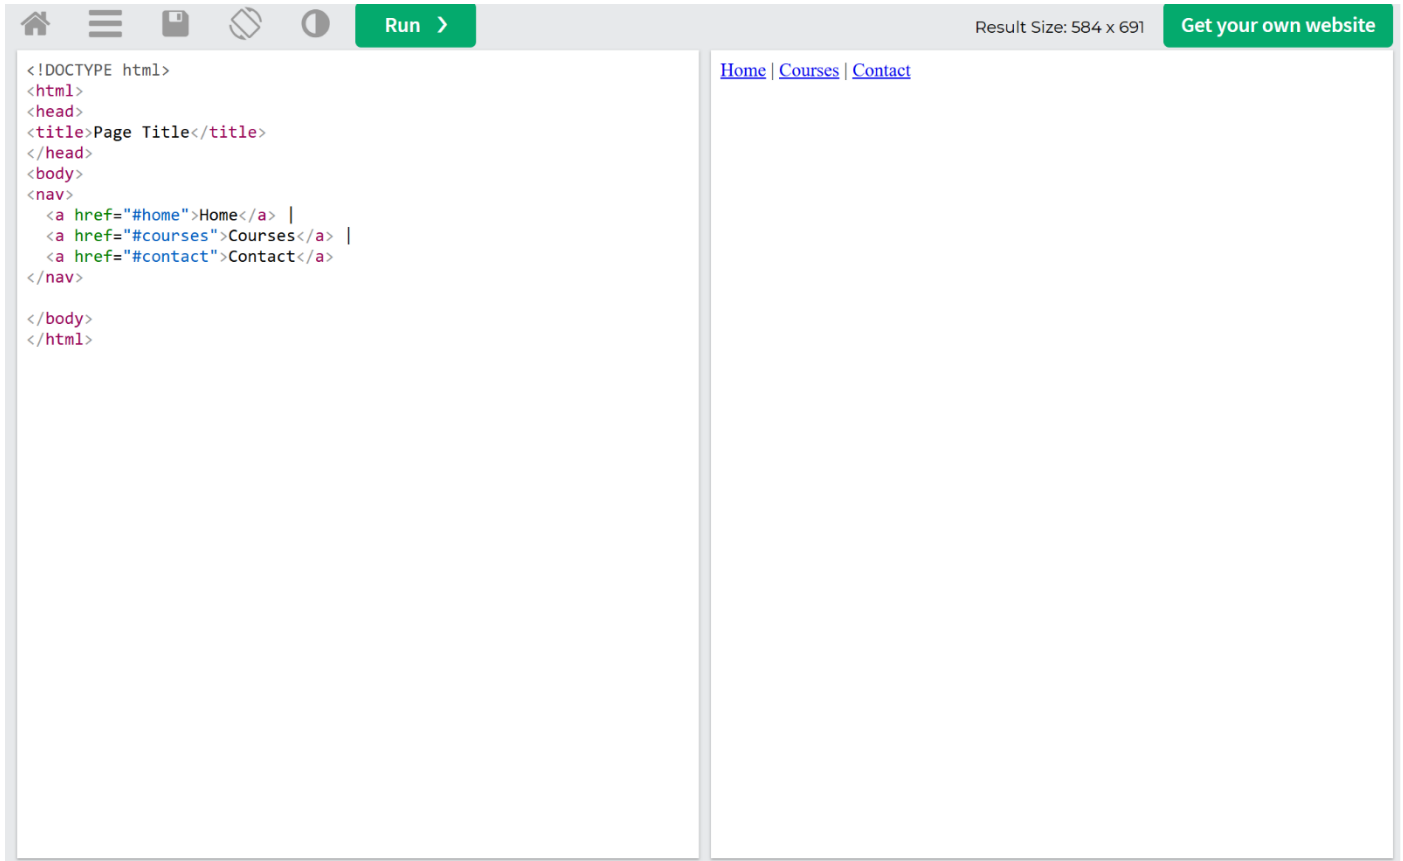 Run ❯
Result Size: 584 x 691
Get your own website
<!DOCTYPE html>
<html>
<head>
<title>Page Title</title>
</head>
<body>
<nav>
  <a href="#home">Home</a> |
  <a href="#courses">Courses</a> |
  <a href="#contact">Contact</a>
</nav>
</body>
</html>
Home | Courses | Contact